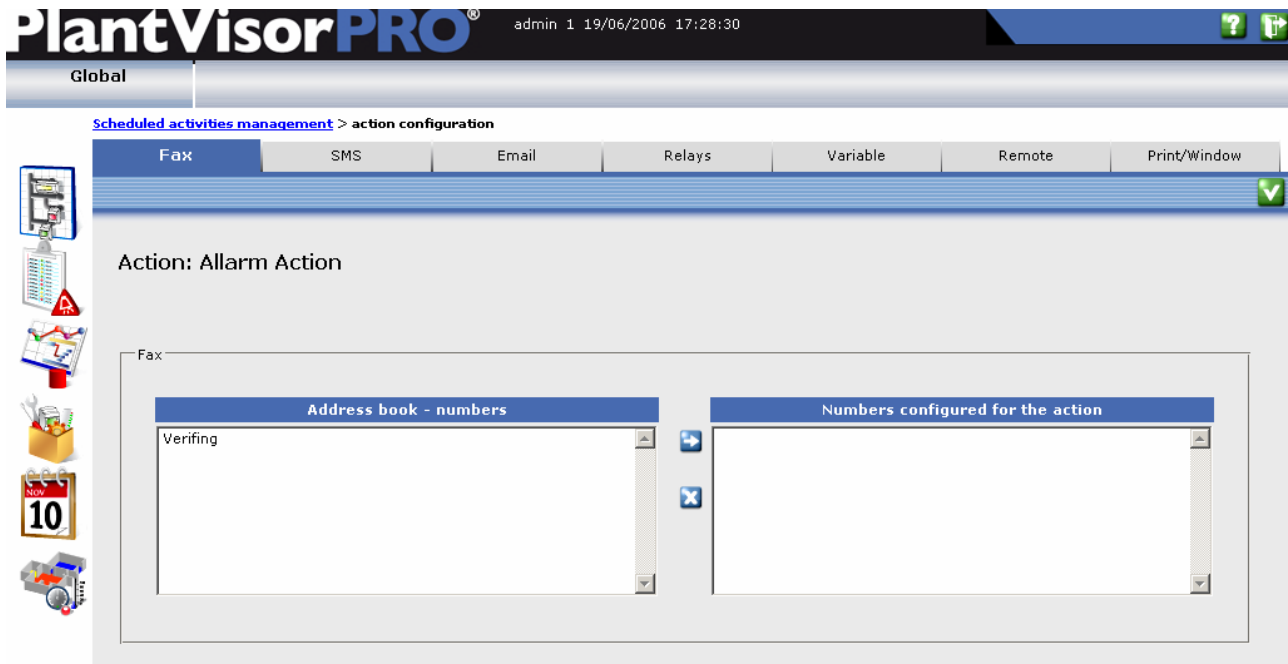 PlantVisorPRO® admin 1 19/06/2006 17:28:30 ?
Global
Scheduled activities management > action configuration
Fax SMS Email Relays Variable Remote Print/Window
Action: Allarm Action
Fax
Address book - numbers Numbers configured for the action
Verifing
NOV
10